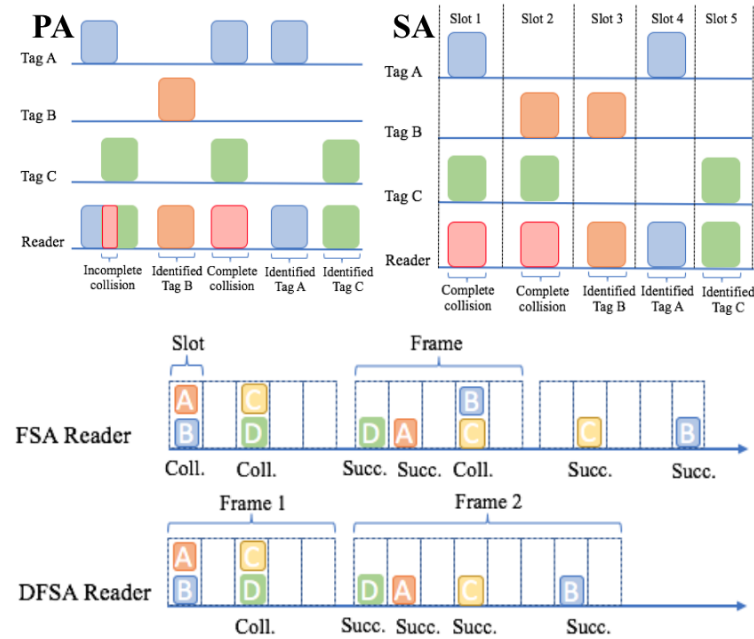 PA
Tag A
Tag B
Tag C
Reader
Incomplete collision
Identified Tag B
Complete collision
Identified Tag A
Identified Tag C
SA
Slot 1 Slot 2 Slot 3 Slot 4 Slot 5
Tag A
Tag B
Tag C
Reader
Complete collision
Complete collision
Identified Tag B
Identified Tag A
Identified Tag C
Slot Frame
A C B
FSA Reader B D D A C C B
Coll. Coll. Succ. Succ. Coll. Succ. Succ.
Frame 1 Frame 2
A C
DFSA Reader B D D A C B
Coll. Succ. Succ. Succ. Succ.